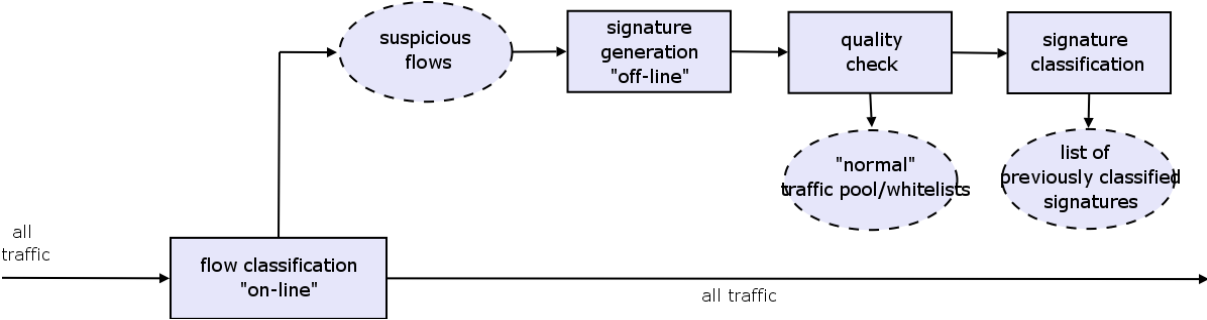 suspicious
flows
signature
generation
"off-line"
quality
check
signature
classification
"normal"
traffic pool/whitelists
list of
previously classified
signatures
all
traffic
flow classification
"on-line"
all traffic